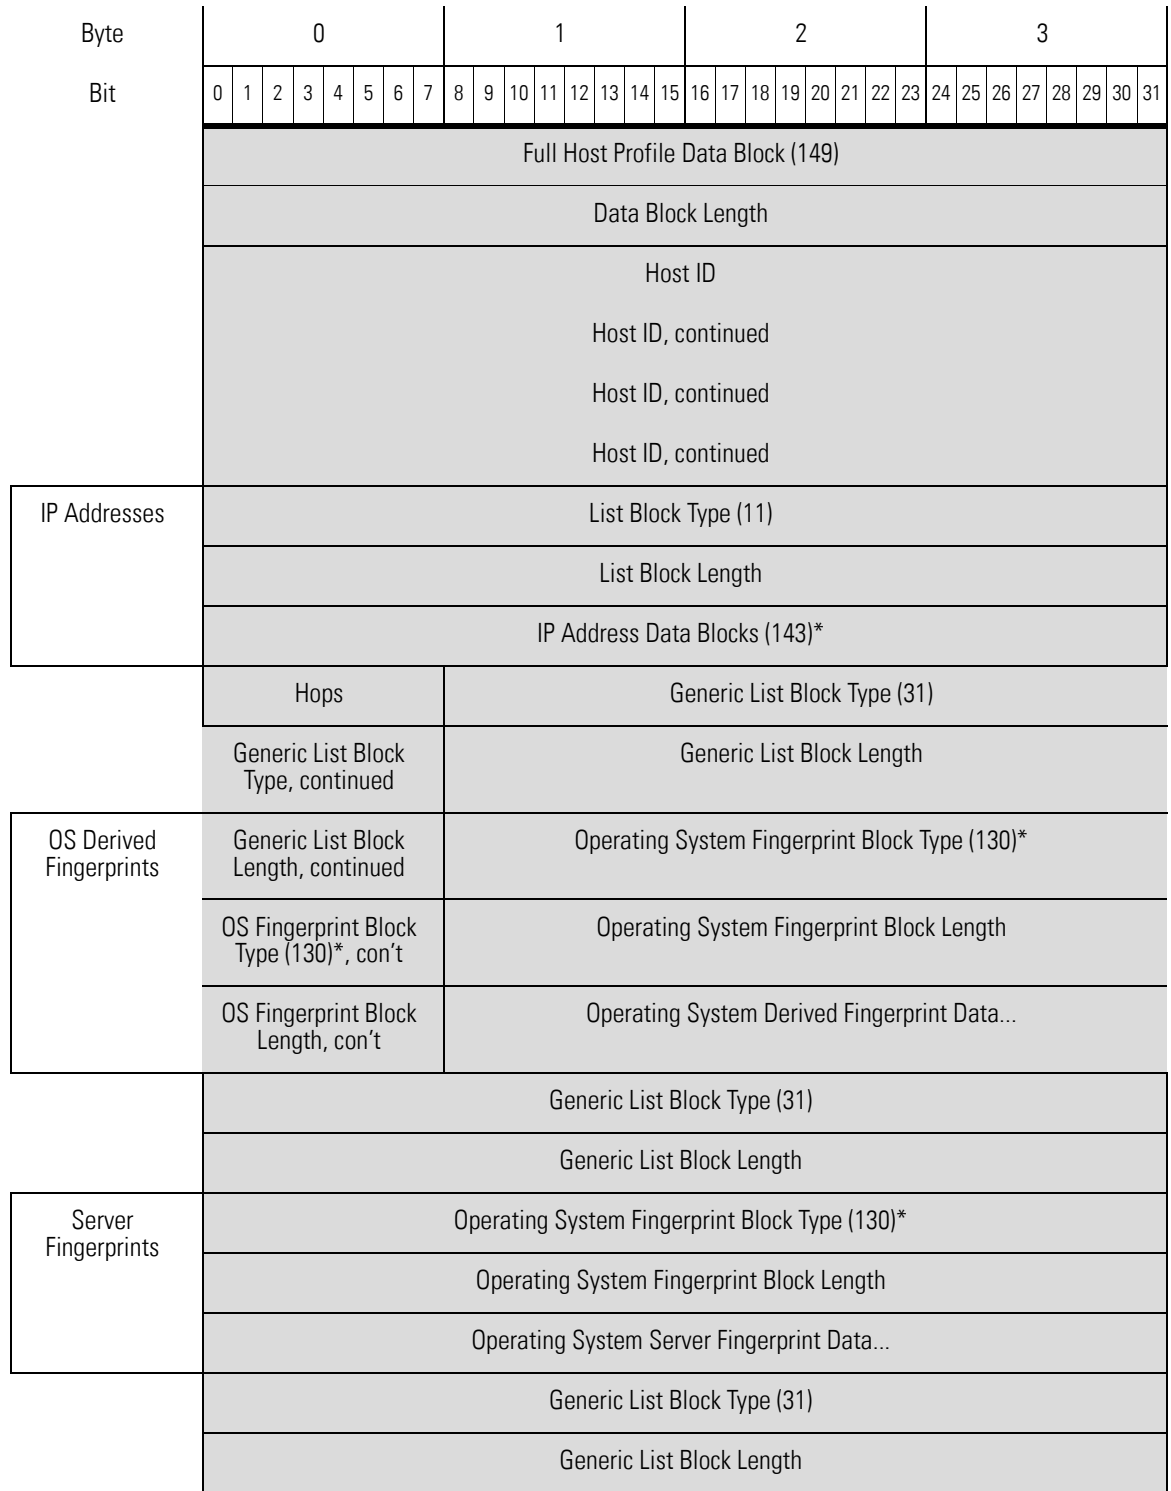 Byte 0 1 2 3
Bit 0 1 2 3 4 5 6 7 8 9 10 11 12 13 14 15 16 17 18 19 20 21 22 23 24 25 26 27 28 29 30 31
Full Host Profile Data Block (149)
Data Block Length
Host ID
Host ID, continued
Host ID, continued
Host ID, continued
IP Addresses List Block Type (11)
List Block Length
IP Address Data Blocks (143)*
Hops Generic List Block Type (31)
Generic List Block
Type, continued
Generic List Block Length
OS Derived
Fingerprints
Generic List Block
Length, continued
Operating System Fingerprint Block Type (130)*
OS Fingerprint Block
Type (130)*, con't
Operating System Fingerprint Block Length
OS Fingerprint Block
Length, con't
Operating System Derived Fingerprint Data...
Generic List Block Type (31)
Generic List Block Length
Server
Fingerprints
Operating System Fingerprint Block Type (130)*
Operating System Fingerprint Block Length
Operating System Server Fingerprint Data...
Generic List Block Type (31)
Generic List Block Length